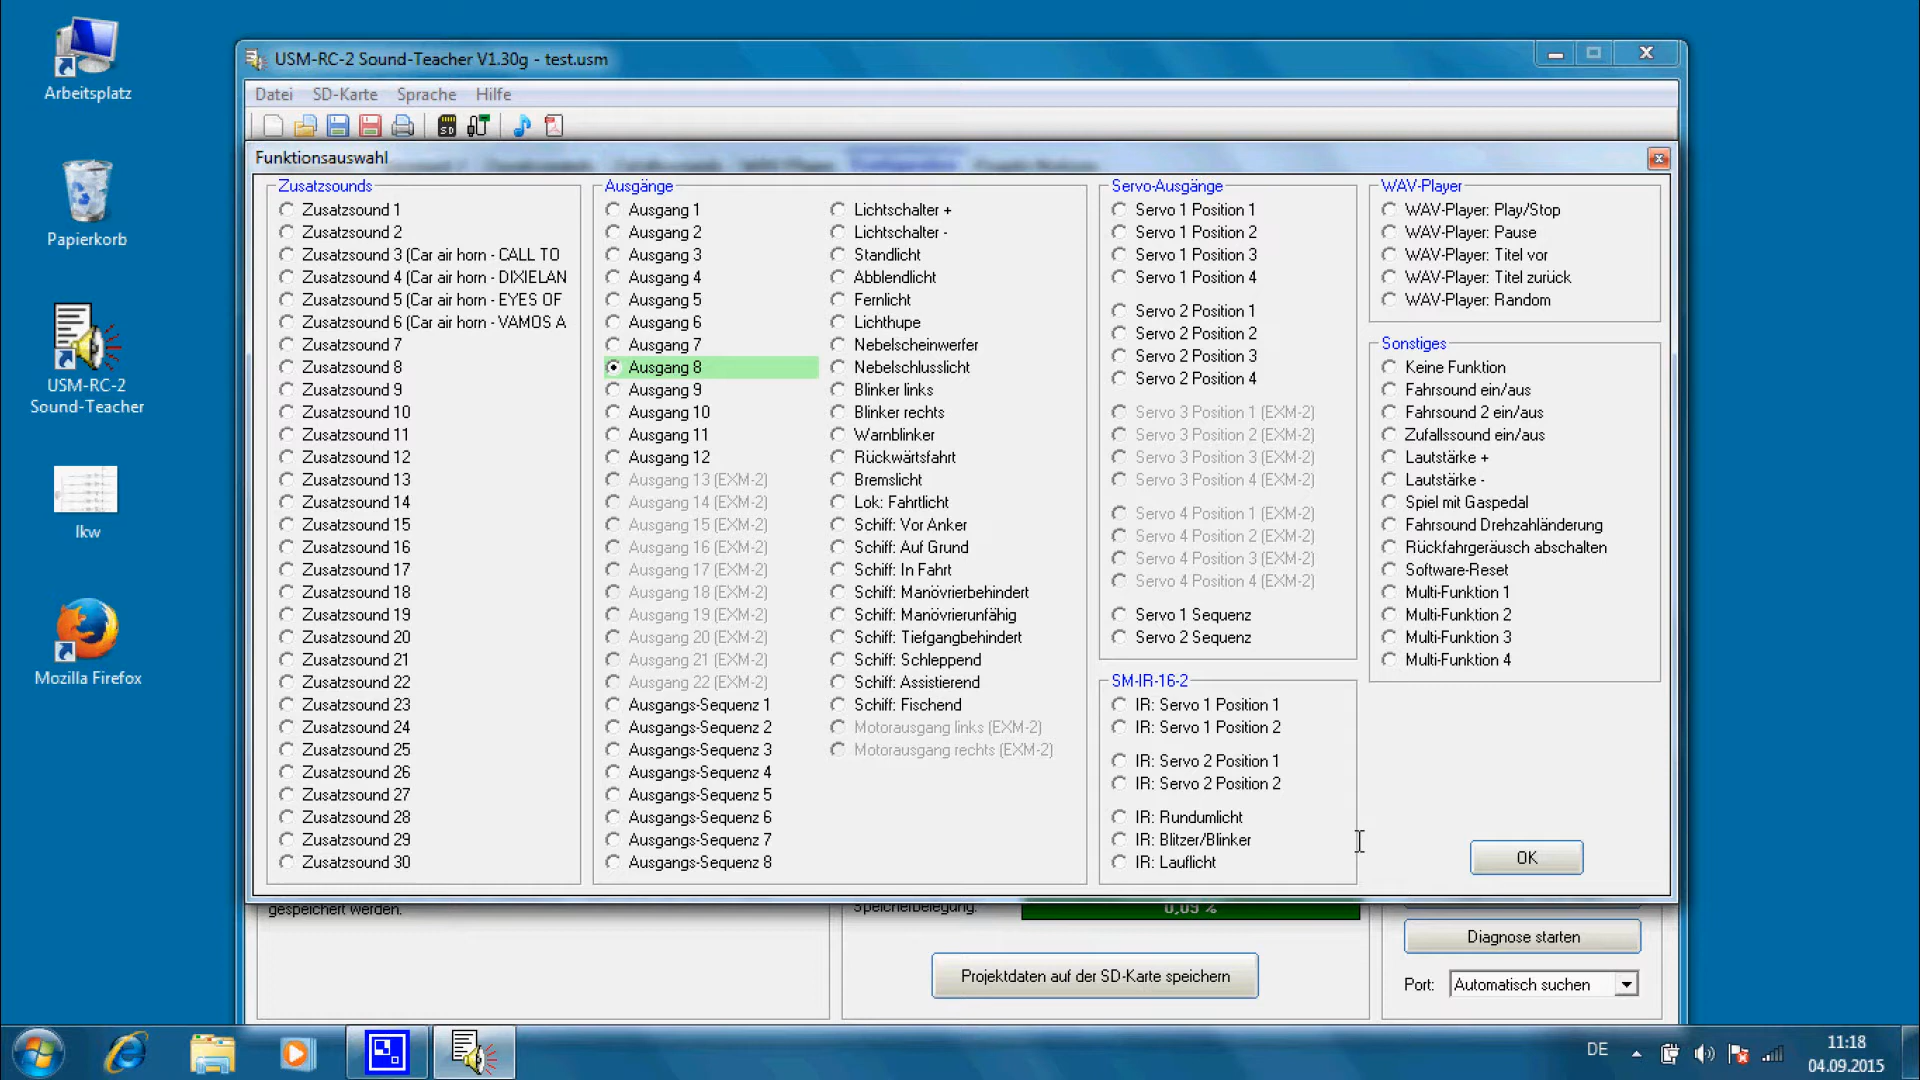 Arbeitsplatz
Papierkorb
USM-RC-2
Sound-Teacher
lkw
Mozilla Firefox
USM-RC-2 Sound-Teacher V1.30g - test.usm
Datei SD-Karte Sprache Hilfe
Funktionsauswahl
Zusatzsounds
Zusatzsound 1
Zusatzsound 2
Zusatzsound 3 (Car air horn - CALL TO
Zusatzsound 4 (Car air horn - DIXIELAN
Zusatzsound 5 (Car air horn - EYES OF
Zusatzsound 6 (Car air horn - VAMOS A
Zusatzsound 7
Zusatzsound 8
Zusatzsound 9
Zusatzsound 10
Zusatzsound 11
Zusatzsound 12
Zusatzsound 13
Zusatzsound 14
Zusatzsound 15
Zusatzsound 16
Zusatzsound 17
Zusatzsound 18
Zusatzsound 19
Zusatzsound 20
Zusatzsound 21
Zusatzsound 22
Zusatzsound 23
Zusatzsound 24
Zusatzsound 25
Zusatzsound 26
Zusatzsound 27
Zusatzsound 28
Zusatzsound 29
Zusatzsound 30
Ausgänge
Ausgang 1
Ausgang 2
Ausgang 3
Ausgang 4
Ausgang 5
Ausgang 6
Ausgang 7
Ausgang 8
Ausgang 9
Ausgang 10
Ausgang 11
Ausgang 12
Ausgang 13 (EXM-2)
Ausgang 14 (EXM-2)
Ausgang 15 (EXM-2)
Ausgang 16 (EXM-2)
Ausgang 17 (EXM-2)
Ausgang 18 (EXM-2)
Ausgang 19 (EXM-2)
Ausgang 20 (EXM-2)
Ausgang 21 (EXM-2)
Ausgang 22 (EXM-2)
Ausgangs-Sequenz 1
Ausgangs-Sequenz 2
Ausgangs-Sequenz 3
Ausgangs-Sequenz 4
Ausgangs-Sequenz 5
Ausgangs-Sequenz 6
Ausgangs-Sequenz 7
Ausgangs-Sequenz 8
Lichtschalter +
Lichtschalter -
Standlicht
Abblendlicht
Fernlicht
Lichthupe
Nebelscheinwerfer
Nebelschlusslicht
Blinker links
Blinker rechts
Warnblinker
Rückwärtsfahrt
Bremslicht
Lok: Fahrtlicht
Schiff: Vor Anker
Schiff: Auf Grund
Schiff: In Fahrt
Schiff: Manövrierbehindert
Schiff: Manövrierunfähig
Schiff: Tiefgangbehindert
Schiff: Schleppend
Schiff: Assistierend
Schiff: Fischend
Motorausgang links (EXM-2)
Motorausgang rechts (EXM-2)
Servo-Ausgänge
Servo 1 Position 1
Servo 1 Position 2
Servo 1 Position 3
Servo 1 Position 4
Servo 2 Position 1
Servo 2 Position 2
Servo 2 Position 3
Servo 2 Position 4
Servo 3 Position 1 (EXM-2)
Servo 3 Position 2 (EXM-2)
Servo 3 Position 3 (EXM-2)
Servo 3 Position 4 (EXM-2)
Servo 4 Position 1 (EXM-2)
Servo 4 Position 2 (EXM-2)
Servo 4 Position 3 (EXM-2)
Servo 4 Position 4 (EXM-2)
Servo 1 Sequenz
Servo 2 Sequenz
SM-IR-16-2
IR: Servo 1 Position 1
IR: Servo 1 Position 2
IR: Servo 2 Position 1
IR: Servo 2 Position 2
IR: Rundumlicht
IR: Blitzer/Blinker
IR: Lauflicht
WAV-Player
WAV-Player: Play/Stop
WAV-Player: Pause
WAV-Player: Titel vor
WAV-Player: Titel zurück
WAV-Player: Random
Sonstiges
Keine Funktion
Fahrsound ein/aus
Fahrsound 2 ein/aus
Zufallssound ein/aus
Lautstärke +
Lautstärke -
Spiel mit Gaspedal
Fahrsound Drehzahländerung
Rückfahrgeräusch abschalten
Software-Reset
Multi-Funktion 1
Multi-Funktion 2
Multi-Funktion 3
Multi-Funktion 4
OK
gespeichert werden.
Speicherbelegung:
0,09 %
Projektdaten auf der SD-Karte speichern
Diagnose starten
Port: Automatisch suchen
DE
11:18
04.09.2015